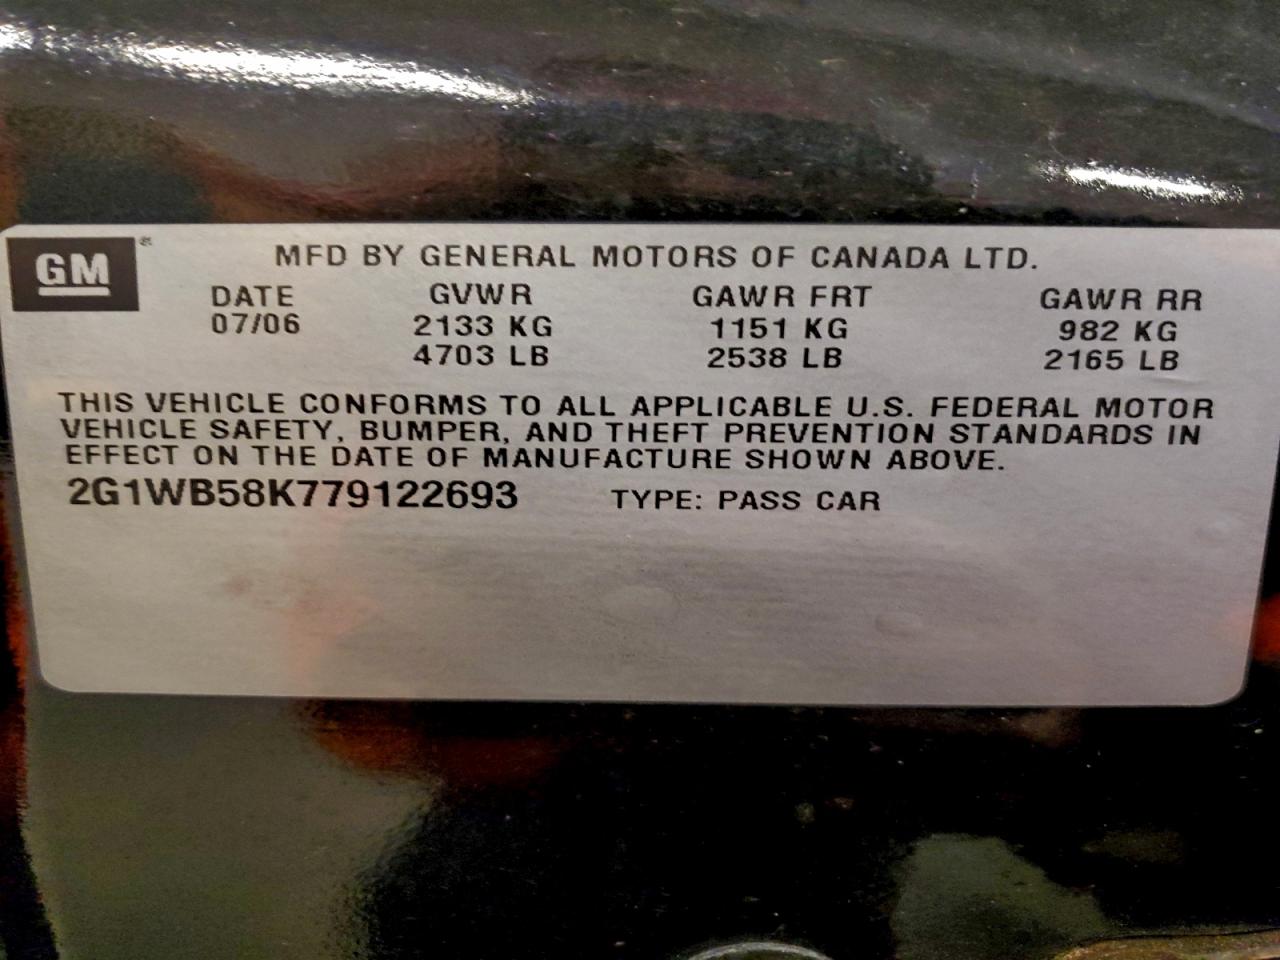 GM®
MFD BY GENERAL MOTORS OF CANADA LTD.
DATE GVWR GAWR FRT GAWR RR
07/06 2133 KG 1151 KG 982 KG
4703 LB 2538 LB 2165 LB
THIS VEHICLE CONFORMS TO ALL APPLICABLE U.S. FEDERAL MOTOR
VEHICLE SAFETY, BUMPER, AND THEFT PREVENTION STANDARDS IN
EFFECT ON THE DATE OF MANUFACTURE SHOWN ABOVE.
2G1WB58K779122693 TYPE: PASS CAR